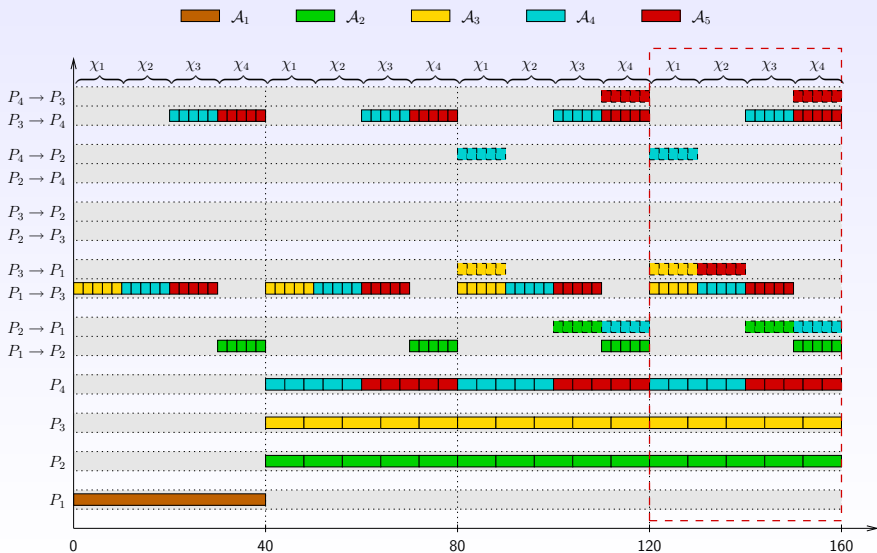 𝒜₁ 𝒜₂ 𝒜₃ 𝒜₄ 𝒜₅
χ₁ χ₂ χ₃ χ₄ χ₁ χ₂ χ₃ χ₄ χ₁ χ₂ χ₃ χ₄ χ₁ χ₂ χ₃ χ₄
P₄ → P₃
P₃ → P₄
P₄ → P₂
P₂ → P₄
P₃ → P₂
P₂ → P₃
P₃ → P₁
P₁ → P₃
P₂ → P₁
P₁ → P₂
P₄
P₃
P₂
P₁
0 40 80 120 160